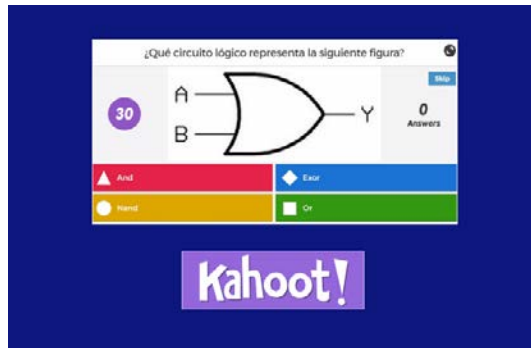 ¿Qué circuito lógico representa la siguiente figura?
Skip
30
A
B
Y
0
Answers
And
Exor
Nand
Or
Kahoot!